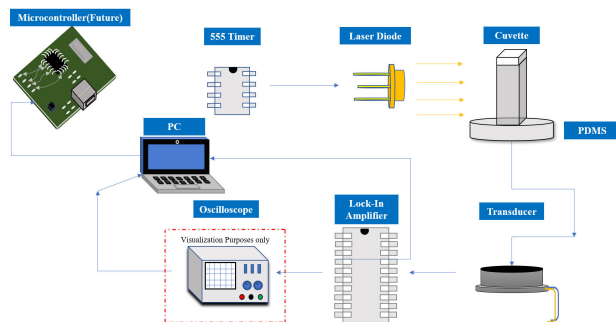 Microcontroller(Future)
555 Timer
Laser Diode
Cuvette
PC
PDMS
Oscilloscope
Lock-In
Amplifier
Transducer
Visualization Purposes only